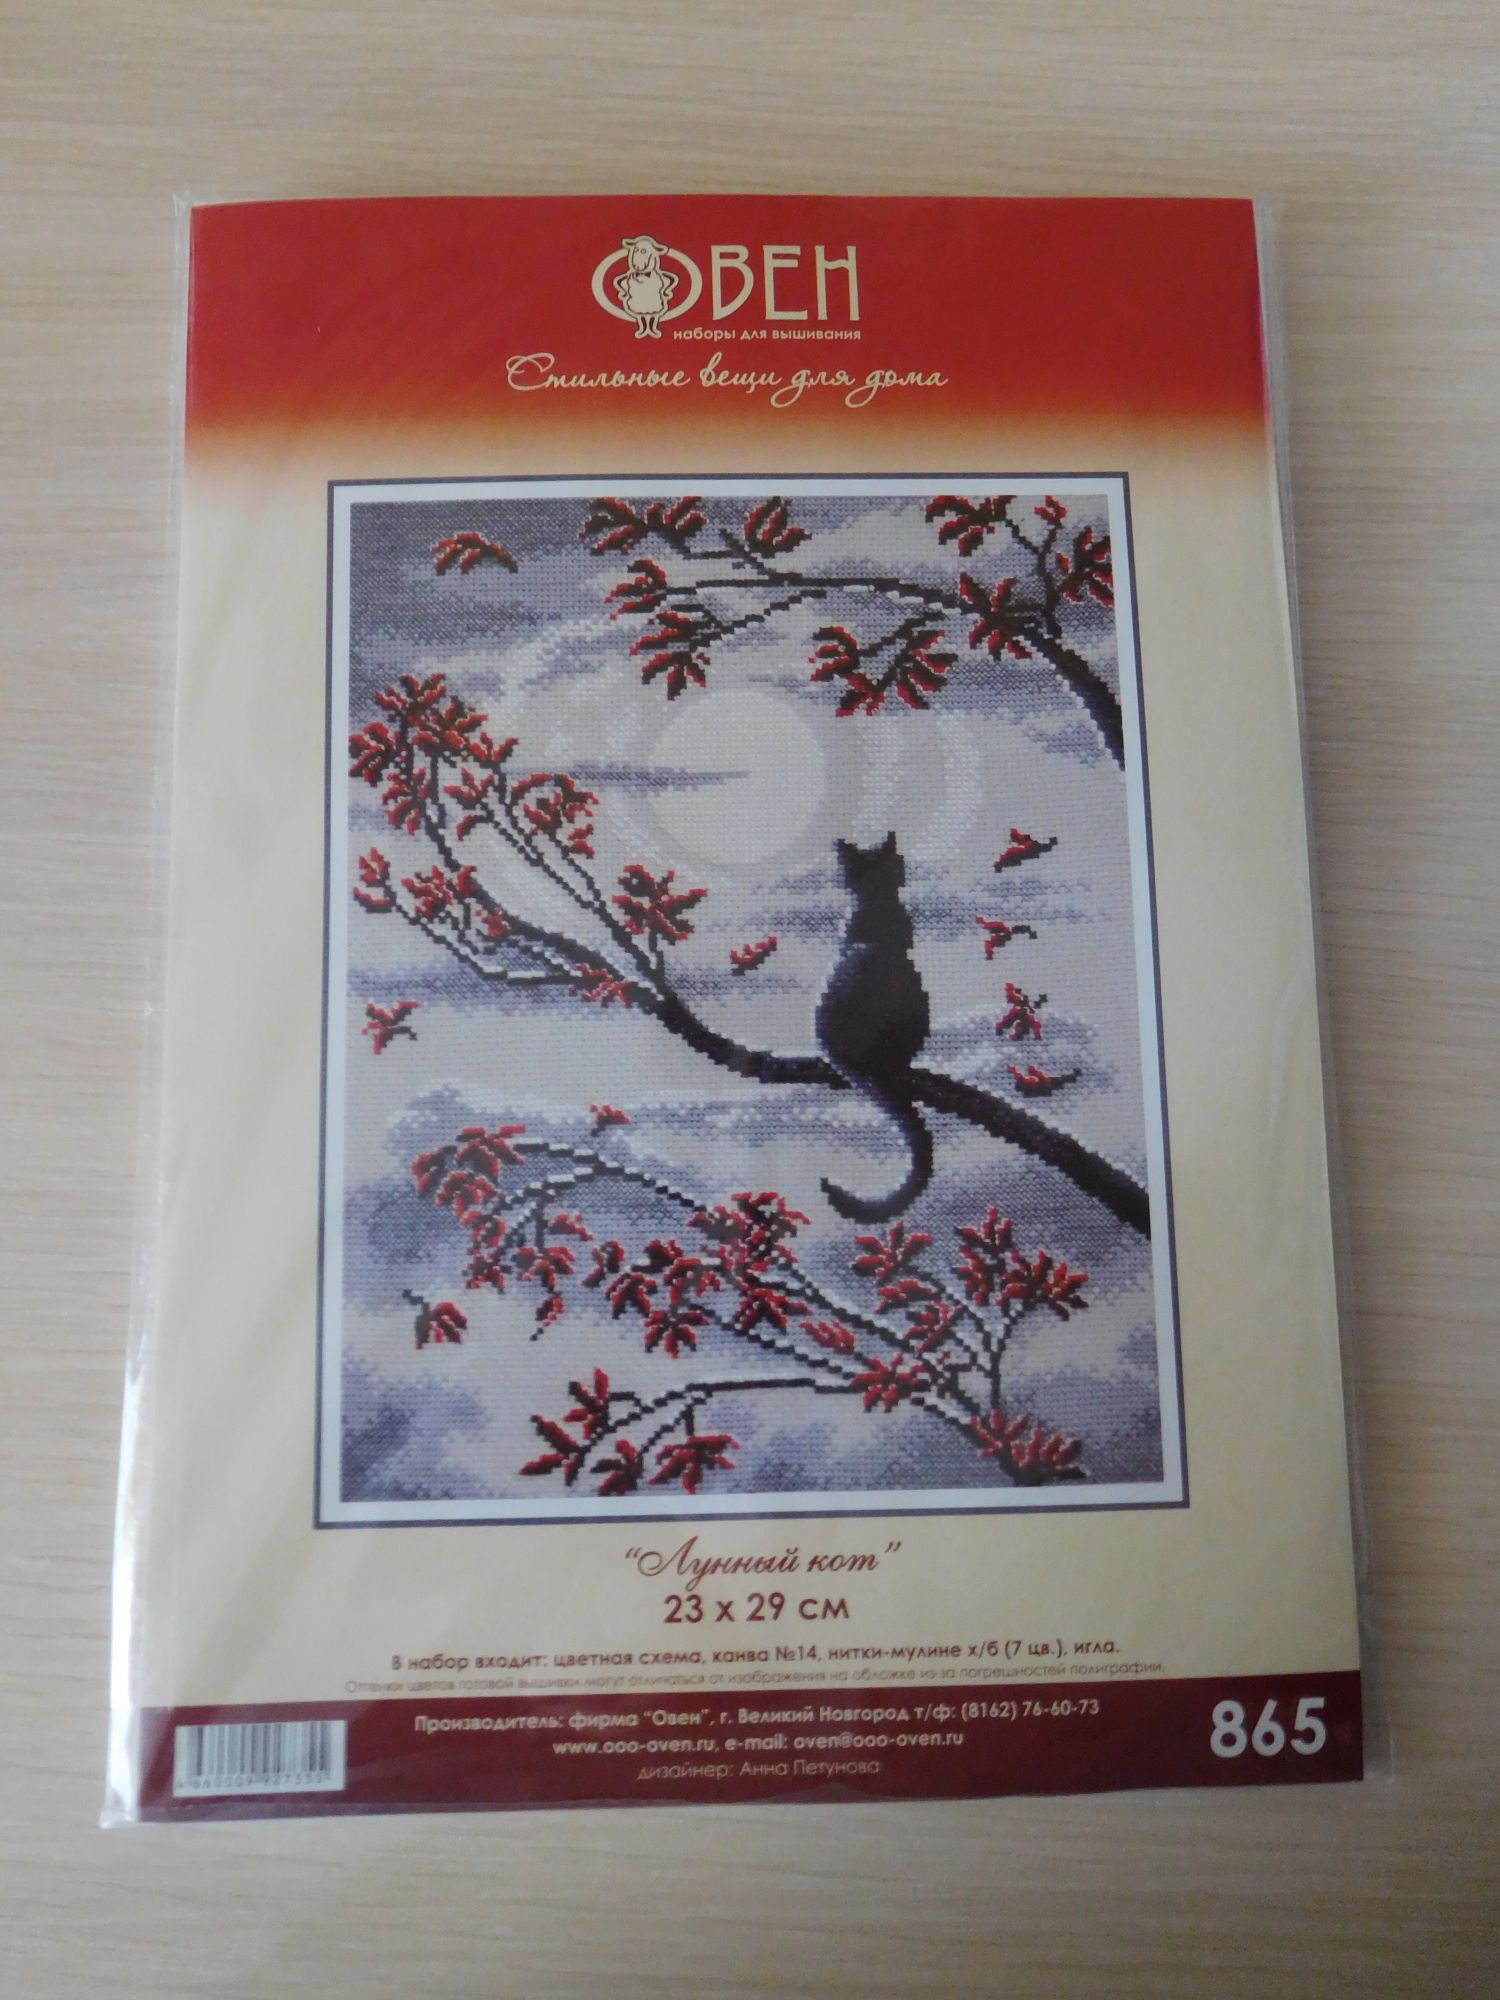 ОВЕН
наборы для вышивания
Стильные вещи для дома
“Лунный кот”
23 х 29 см
В набор входит: цветная схема, канва №14, нитки-мулине х/б (7 цв.), игла.
Оттенки цветов готовой вышивки могут отличаться от изображения на обложке из-за погрешностей полиграфии.
Производитель: фирма “Овен”, г. Великий Новгород т/ф: (8162) 76-60-73
www.ooo-oven.ru, e-mail: oven@ooo-oven.ru
дизайнер: Анна Петунова
865